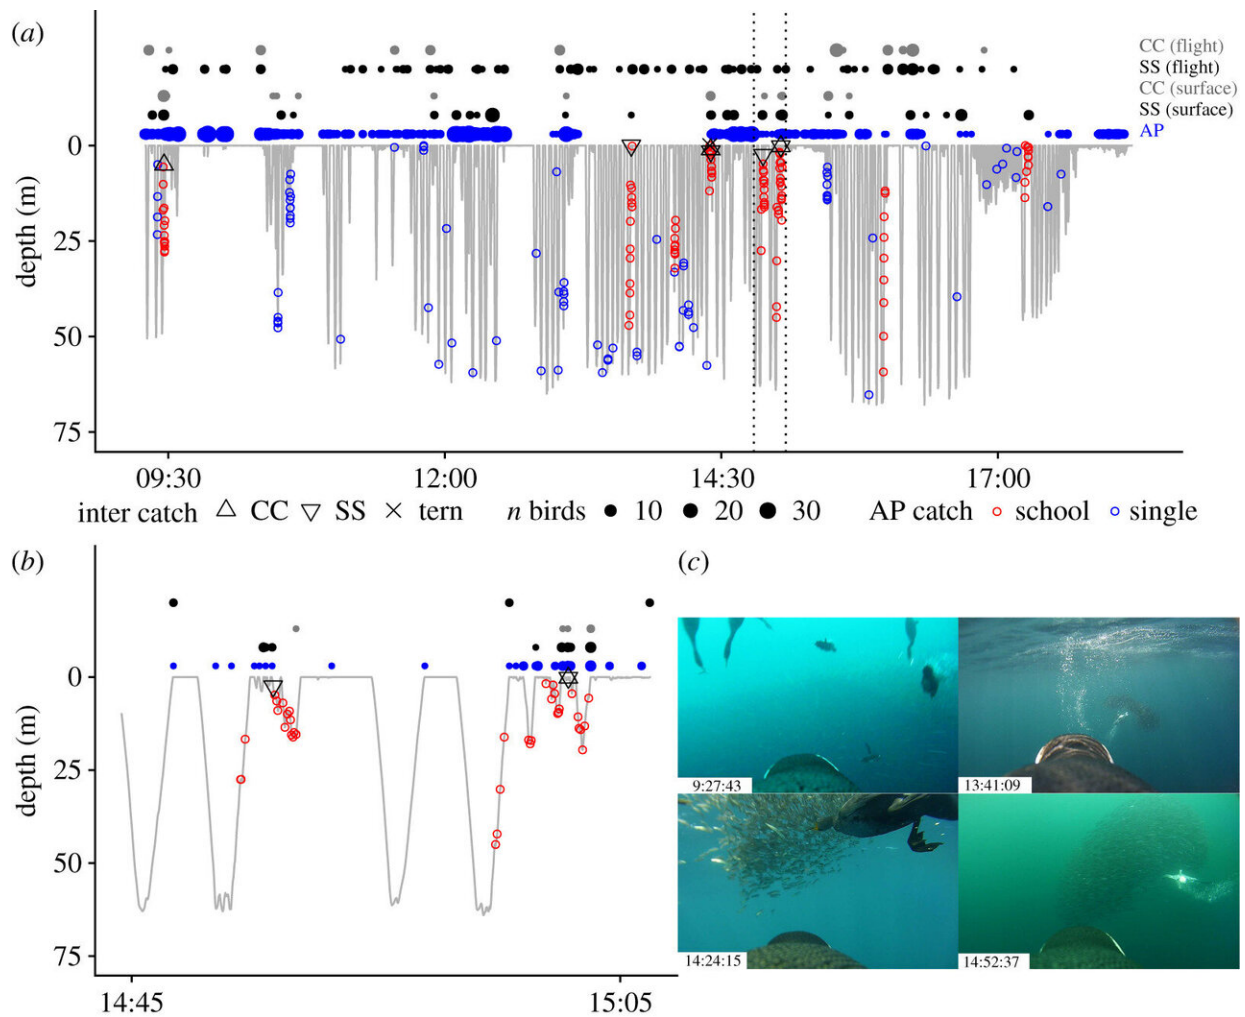 (a)
CC (flight)
SS (flight)
CC (surface)
SS (surface)
AP
0
25
50
75
depth (m)
09:30 12:00 14:30 17:00
inter catch CC SS tern n birds 10 20 30 AP catch school single
(b)
0
25
50
75
depth (m)
14:45 15:05
(c)
9:27:43 13:41:09
14:24:15 14:52:37